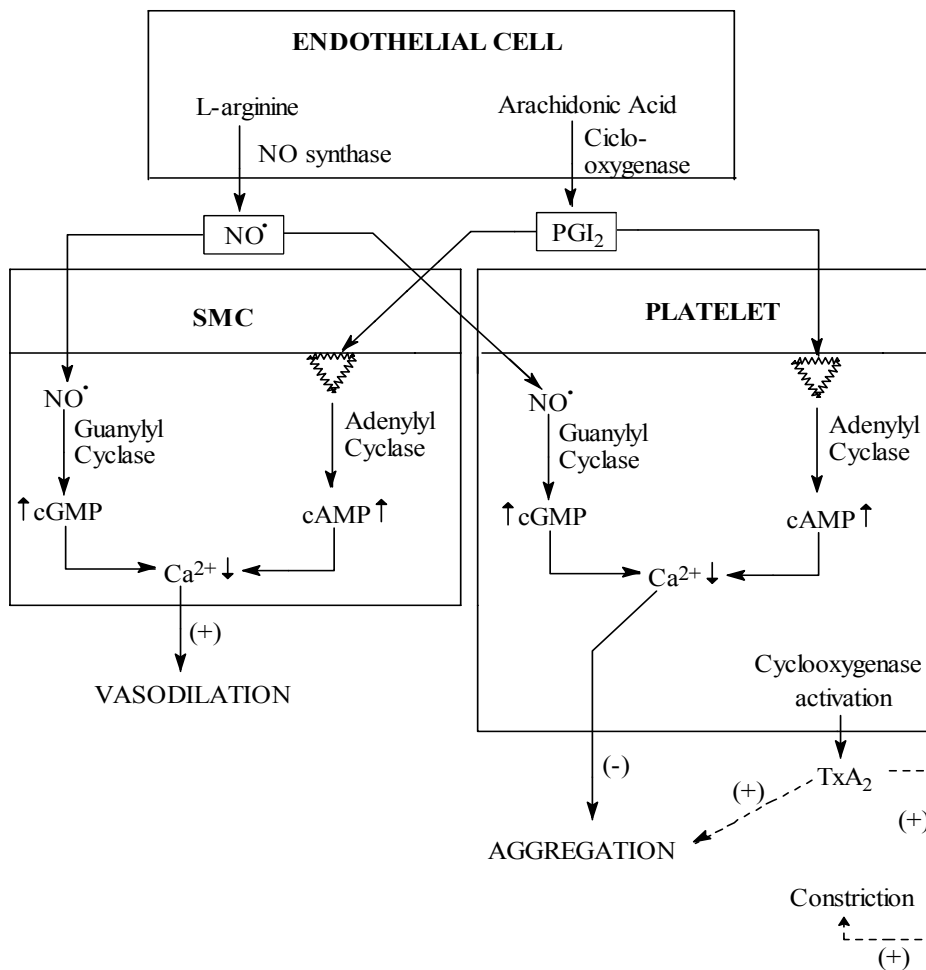 ENDOTHELIAL CELL
L-arginine
Arachidonic Acid
NO synthase
Ciclo-
oxygenase
NO•
PGI2
SMC
PLATELET
NO•
Guanylyl
Cyclase
Adenylyl
Cyclase
↑cGMP
cAMP↑
Ca2+↓
(+)
VASODILATION
NO•
Guanylyl
Cyclase
Adenylyl
Cyclase
↑cGMP
cAMP↑
Ca2+↓
Cyclooxygenase
activation
(-)
TxA2
(+)
(+)
AGGREGATION
Constriction
(+)